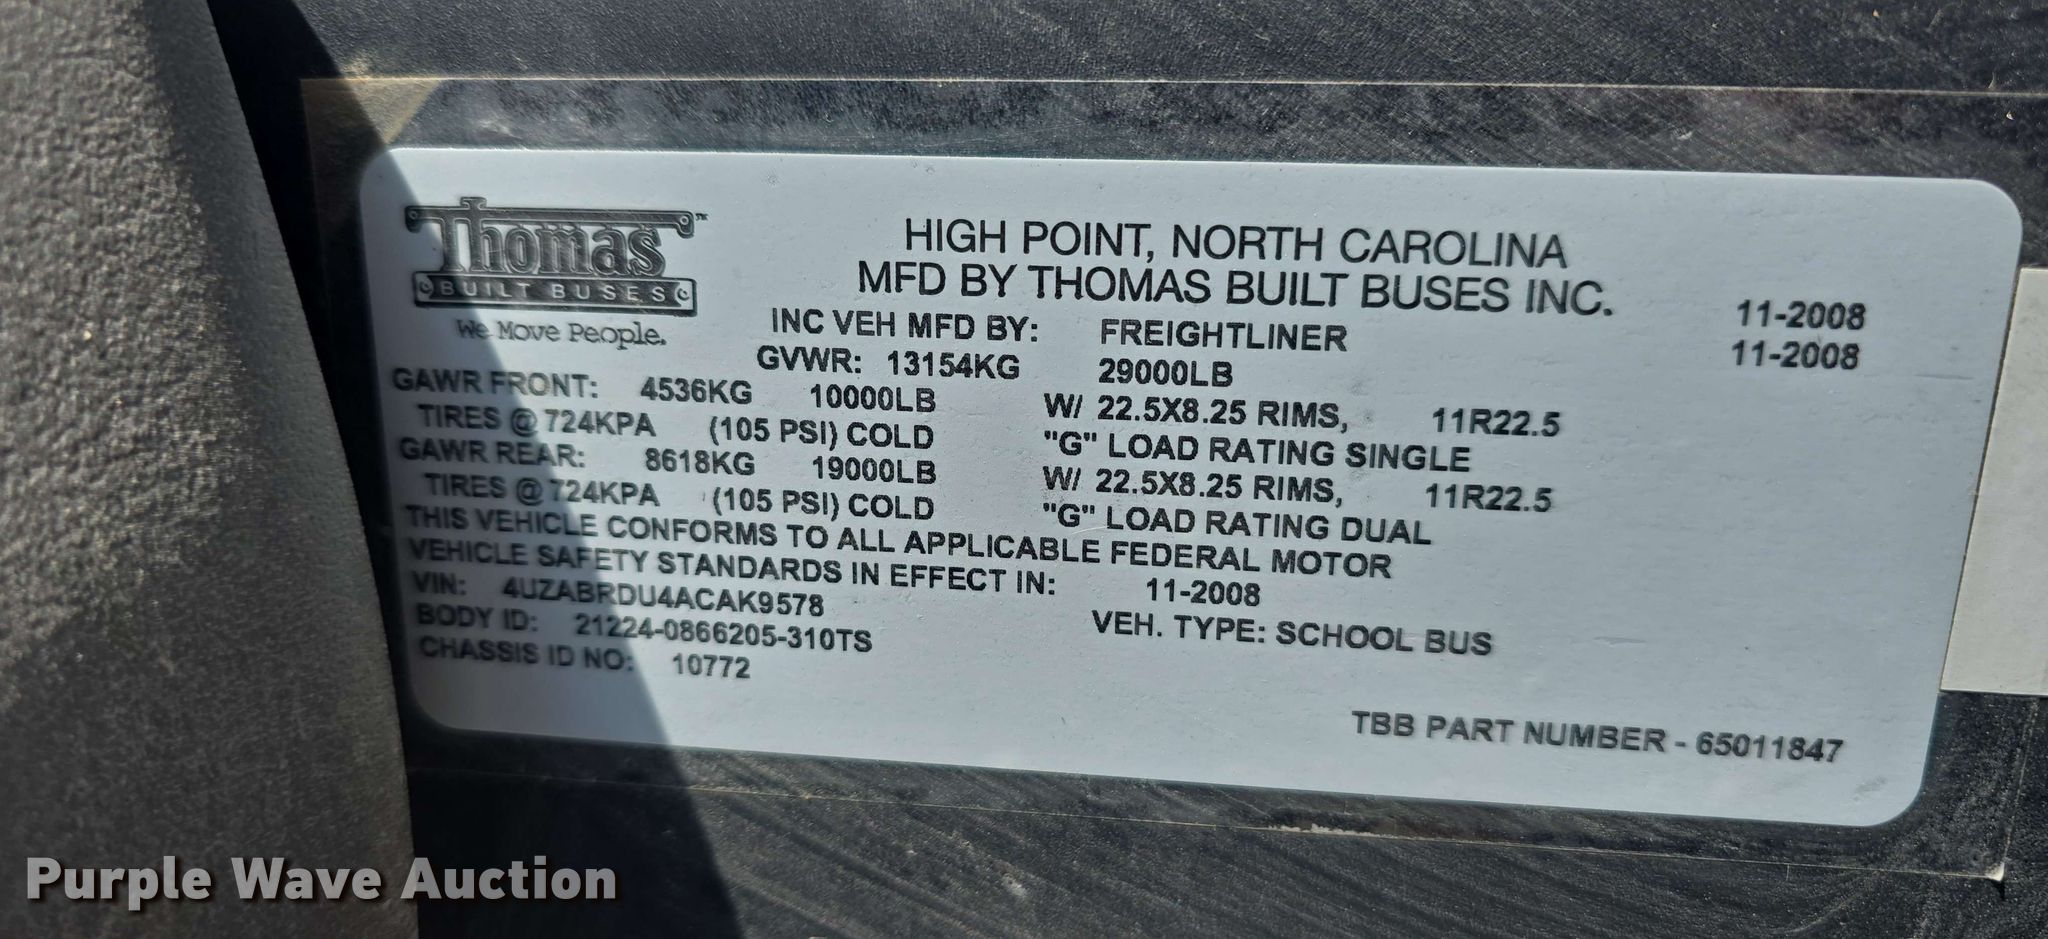 Thomas™
BUILT BUSES
We Move People.
HIGH POINT, NORTH CAROLINA
MFD BY THOMAS BUILT BUSES INC. 11-2008
INC VEH MFD BY: FREIGHTLINER 11-2008
GVWR: 13154KG 29000LB
GAWR FRONT: 4536KG 10000LB W/ 22.5X8.25 RIMS, 11R22.5
TIRES @ 724KPA (105 PSI) COLD "G" LOAD RATING SINGLE
GAWR REAR: 8618KG 19000LB W/ 22.5X8.25 RIMS, 11R22.5
TIRES @ 724KPA (105 PSI) COLD "G" LOAD RATING DUAL
THIS VEHICLE CONFORMS TO ALL APPLICABLE FEDERAL MOTOR
VEHICLE SAFETY STANDARDS IN EFFECT IN: 11-2008
VIN: 4UZABRDU4ACAK9578
BODY ID: 21224-0866205-310TS VEH. TYPE: SCHOOL BUS
CHASSIS ID NO: 10772
TBB PART NUMBER - 65011847
Purple Wave Auction